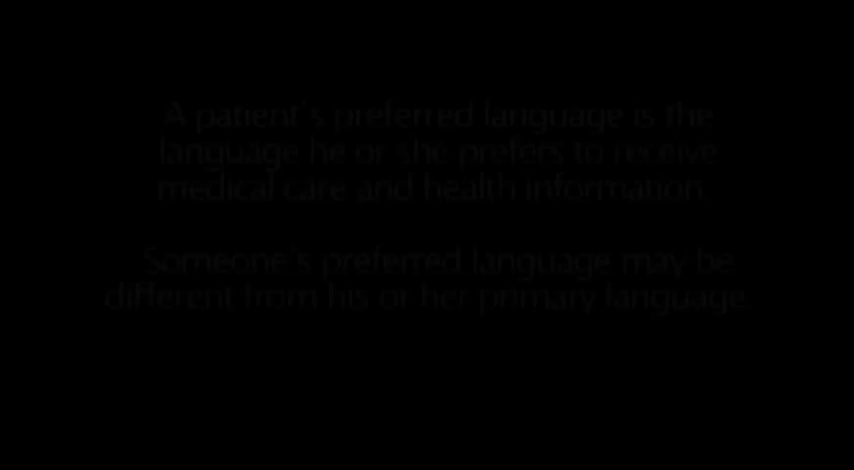 A patient's preferred language is the
language he or she prefers to receive
medical care and health information.
Someone's preferred language may be
different from his or her primary language.